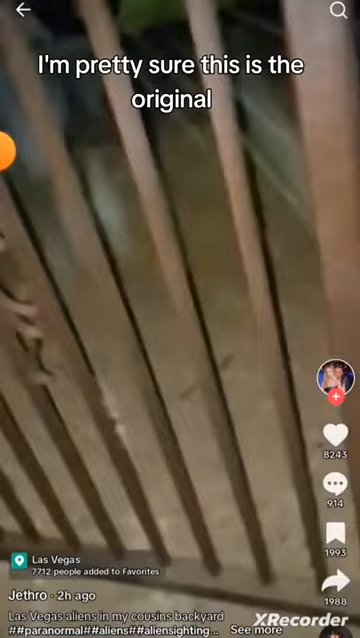 I'm pretty sure this is the
original
8243
914
1993
1988
Las Vegas
7712 people added to Favorites
Jethro · 2h ago
Las Vegas aliens in my cousins backyard
##paranormal##aliens##aliensighting... See more
XRecorder